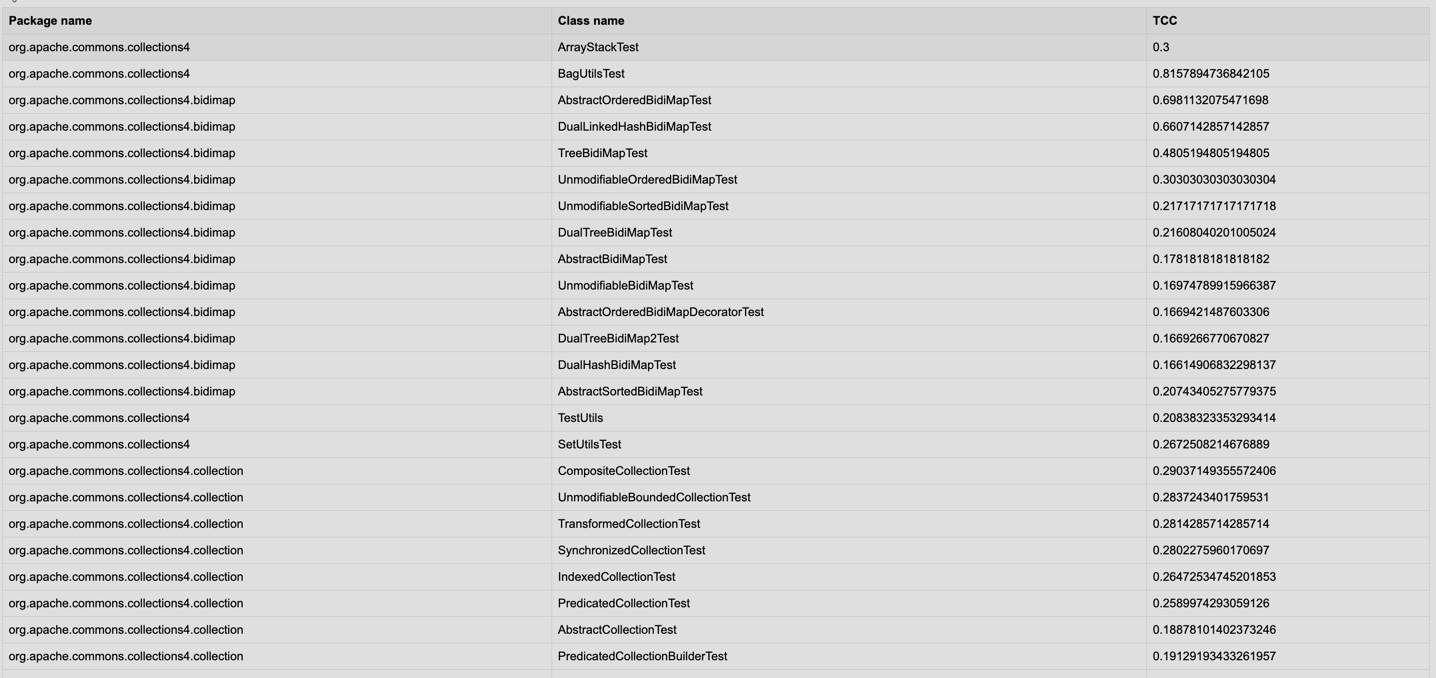 Package name Class name TCC
org.apache.commons.collections4 ArrayStackTest 0.3
org.apache.commons.collections4 BagUtilsTest 0.8157894736842105
org.apache.commons.collections4.bidimap AbstractOrderedBidiMapTest 0.6981132075471698
org.apache.commons.collections4.bidimap DualLinkedHashBidiMapTest 0.6607142857142857
org.apache.commons.collections4.bidimap TreeBidiMapTest 0.4805194805194805
org.apache.commons.collections4.bidimap UnmodifiableOrderedBidiMapTest 0.30303030303030304
org.apache.commons.collections4.bidimap UnmodifiableSortedBidiMapTest 0.21717171717171718
org.apache.commons.collections4.bidimap DualTreeBidiMapTest 0.21608040201005024
org.apache.commons.collections4.bidimap AbstractBidiMapTest 0.1781818181818182
org.apache.commons.collections4.bidimap UnmodifiableBidiMapTest 0.16974789915966387
org.apache.commons.collections4.bidimap AbstractOrderedBidiMapDecoratorTest 0.1669421487603306
org.apache.commons.collections4.bidimap DualTreeBidiMap2Test 0.1669266770670827
org.apache.commons.collections4.bidimap DualHashBidiMapTest 0.16614906832298137
org.apache.commons.collections4.bidimap AbstractSortedBidiMapTest 0.20743405275779375
org.apache.commons.collections4 TestUtils 0.20838323353293414
org.apache.commons.collections4 SetUtilsTest 0.2672508214676889
org.apache.commons.collections4.collection CompositeCollectionTest 0.29037149355572406
org.apache.commons.collections4.collection UnmodifiableBoundedCollectionTest 0.2837243401759531
org.apache.commons.collections4.collection TransformedCollectionTest 0.2814285714285714
org.apache.commons.collections4.collection SynchronizedCollectionTest 0.2802275960170697
org.apache.commons.collections4.collection IndexedCollectionTest 0.26472534745201853
org.apache.commons.collections4.collection PredicatedCollectionTest 0.2589974293059126
org.apache.commons.collections4.collection AbstractCollectionTest 0.18878101402373246
org.apache.commons.collections4.collection PredicatedCollectionBuilderTest 0.19129193433261957